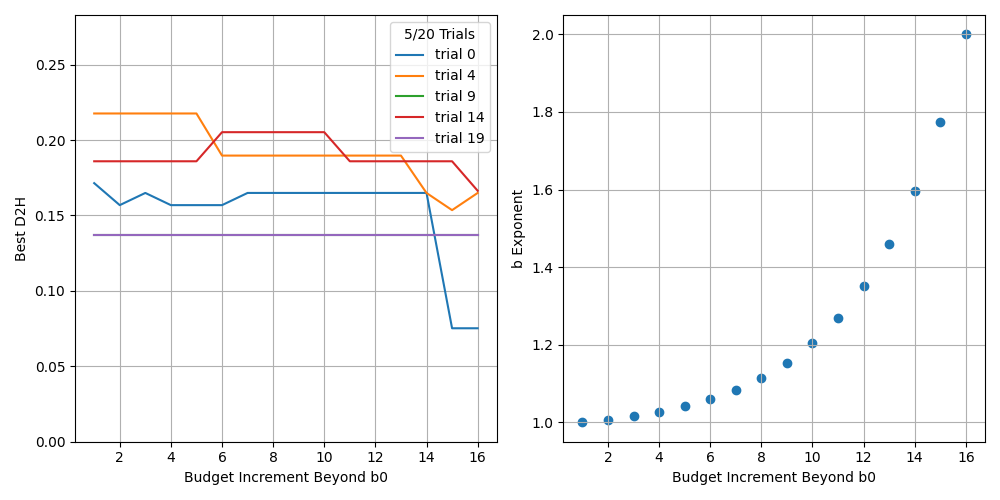 5/20 Trials
trial 0
trial 4
trial 9
trial 14
trial 19
0.25
0.20
0.15
0.10
0.05
0.00
Best D2H
2 4 6 8 10 12 14 16
Budget Increment Beyond b0
2.0
1.8
1.6
1.4
1.2
1.0
b Exponent
2 4 6 8 10 12 14 16
Budget Increment Beyond b0